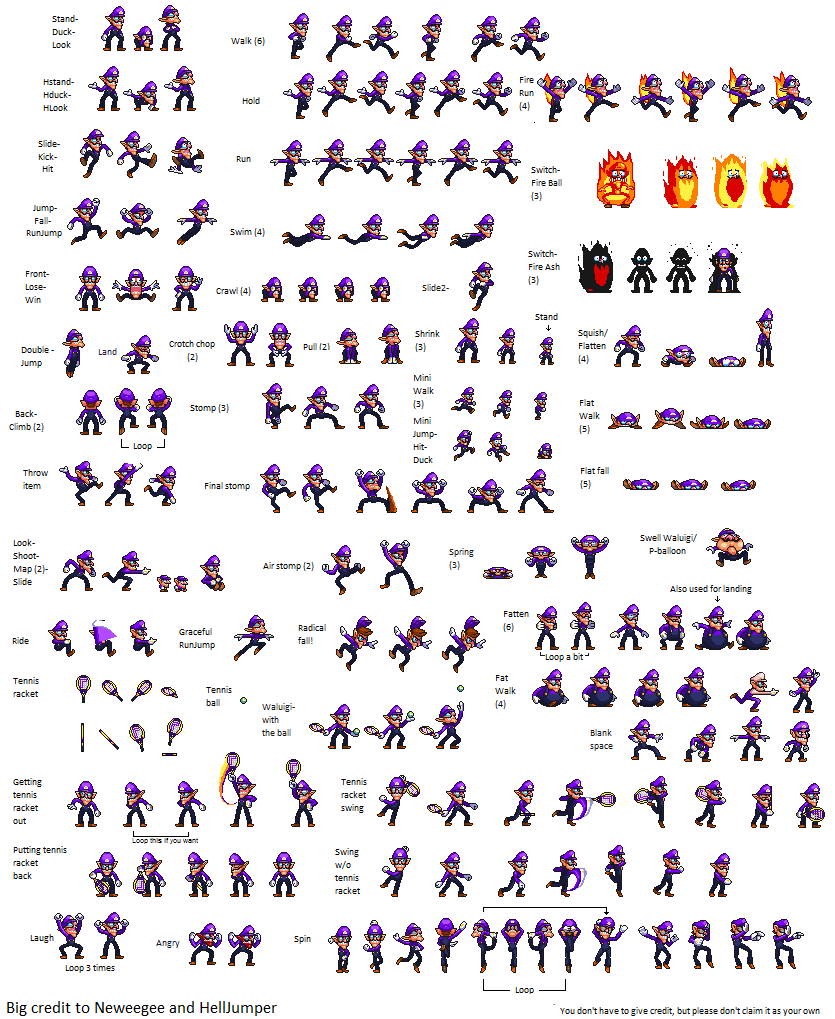 Stand-
Duck-
Look
Walk (6)
Hstand-
Hduck-
HLook
Hold
Fire
Run
(4)
Slide-
Kick-
Hit
Run
Switch-
Fire Ball
(3)
Jump-
Fall-
RunJump
Swim (4)
Switch-
Fire Ash
(3)
Front-
Lose-
Win
Crawl (4)
Slide2-
Double -
Jump
Land
Crotch chop
(2)
Pull (2)
Shrink
(3)
Stand
Squish/
Flatten
(4)
Back-
Climb (2)
Loop
Stomp (3)
Mini
Walk
(3)
Mini
Jump-
Hit-
Duck
Flat
Walk
(5)
Throw
item
Final stomp
Flat fall
(5)
Look-
Shoot-
Map (2)-
Slide
Air stomp (2)
Spring
(3)
Swell Waluigi/
P-balloon
Also used for landing
Ride
Graceful
RunJump
Radical
fall!
Fatten
(6)
Loop a bit
Tennis
racket
Tennis
ball
Waluigi-
with
the ball
Fat
Walk
(4)
Blank
space
Getting
tennis
racket
out
Loop this if you want
Tennis
racket
swing
Putting tennis
racket
back
Swing
w/o
tennis
racket
Laugh
Loop 3 times
Angry
Spin
Loop
Big credit to Neweegee and HellJumper
You don't have to give credit, but please don't claim it as your own